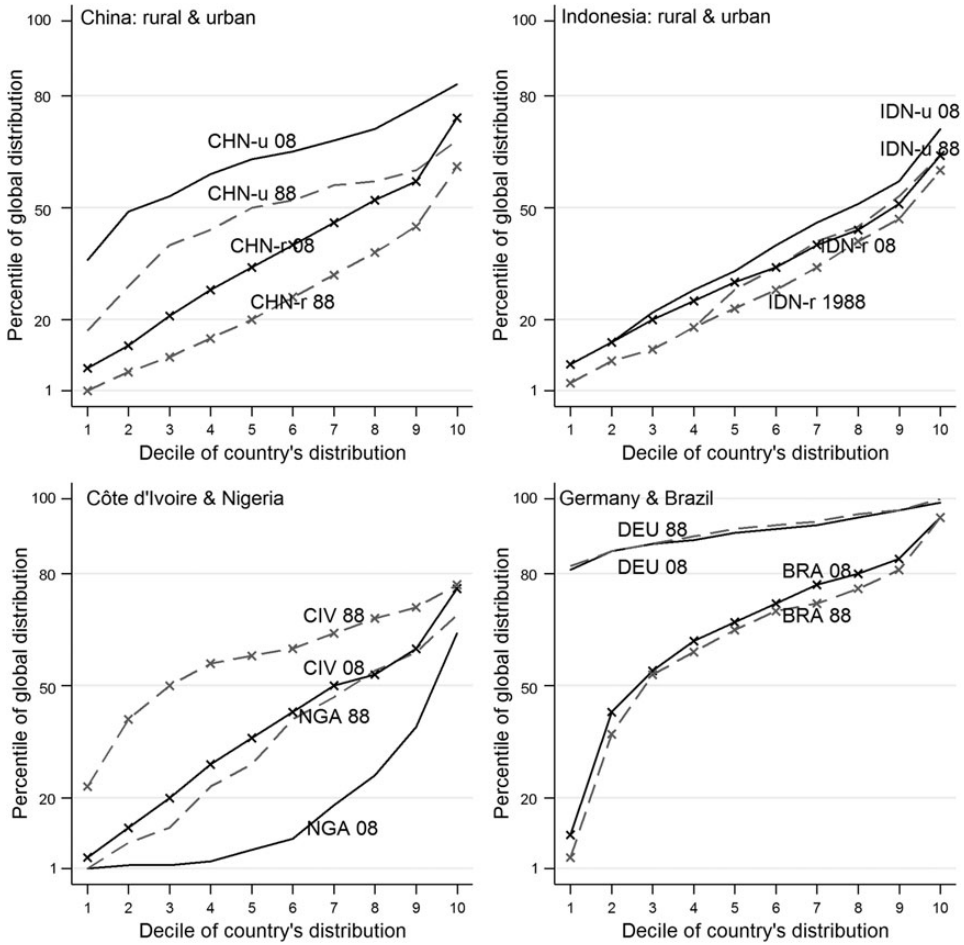 China: rural & urban
Percentile of global distribution
100
80
50
20
1
CHN-u 08
CHN-u 88
CHN-r 08
CHN-r 88
1 2 3 4 5 6 7 8 9 10
Decile of country's distribution
Indonesia: rural & urban
Percentile of global distribution
100
80
50
20
1
IDN-u 08
IDN-u 88
IDN-r 08
IDN-r 1988
1 2 3 4 5 6 7 8 9 10
Decile of country's distribution
Côte d'Ivoire & Nigeria
Percentile of global distribution
100
80
50
20
1
CIV 88
CIV 08
NGA 88
NGA 08
1 2 3 4 5 6 7 8 9 10
Decile of country's distribution
Germany & Brazil
Percentile of global distribution
100
80
50
20
1
DEU 88
DEU 08
BRA 08
BRA 88
1 2 3 4 5 6 7 8 9 10
Decile of country's distribution